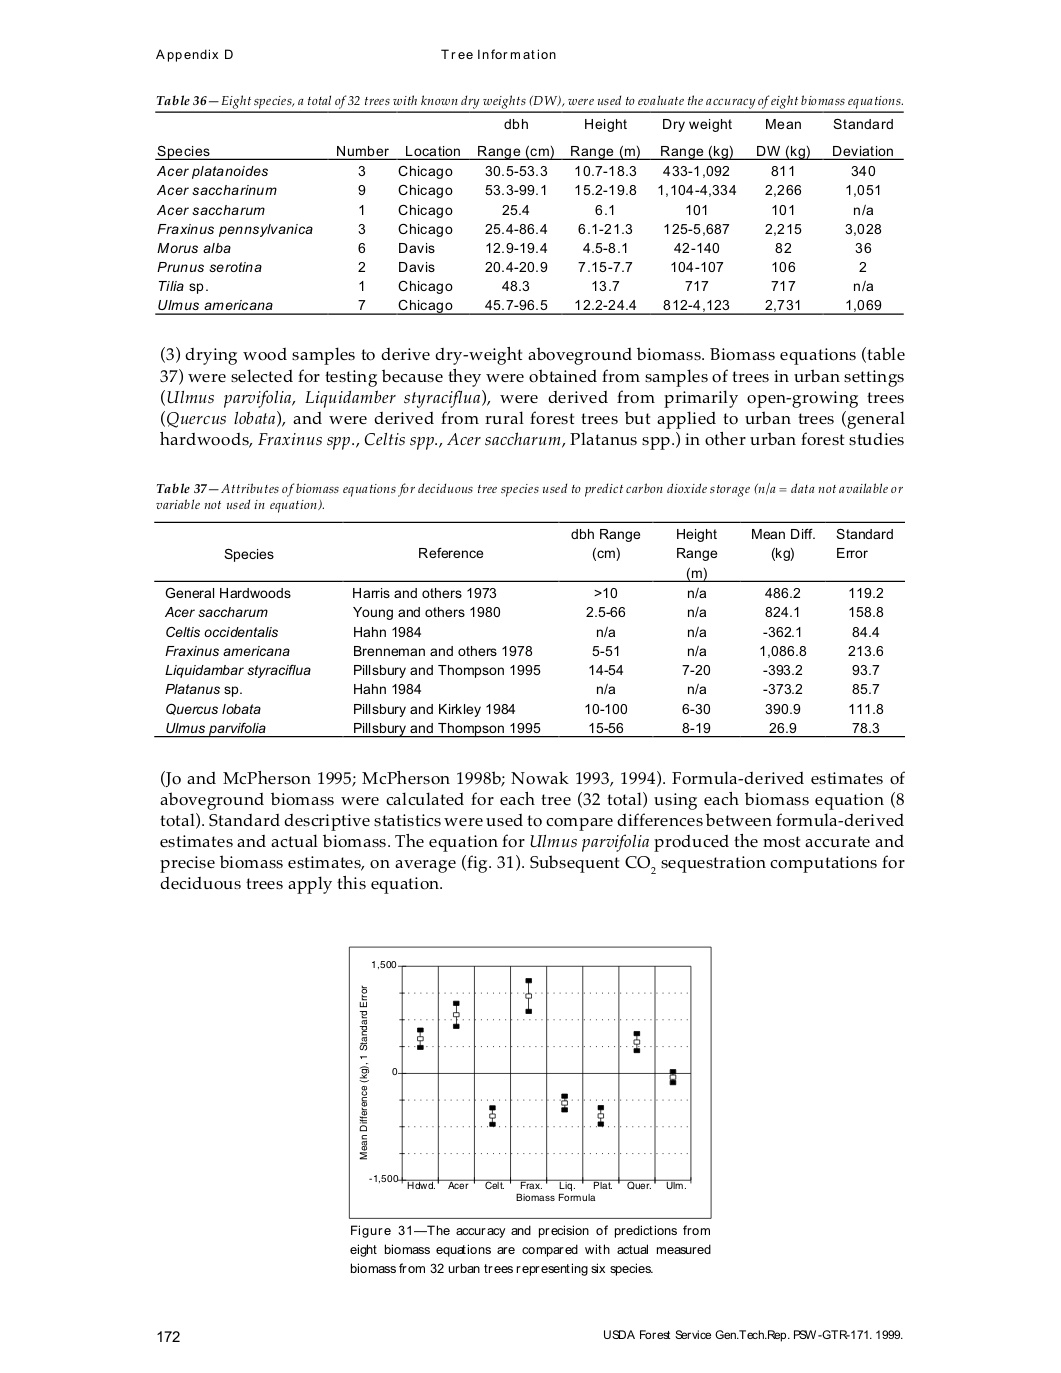 Appendix D Tree Information
Table 36—Eight species, a total of 32 trees with known dry weights (DW), were used to evaluate the accuracy of eight biomass equations.
dbh Height Dry weight Mean Standard
Species Number Location Range (cm) Range (m) Range (kg) DW (kg) Deviation
Acer platanoides 3 Chicago 30.5-53.3 10.7-18.3 433-1,092 811 340
Acer saccharinum 9 Chicago 53.3-99.1 15.2-19.8 1,104-4,334 2,266 1,051
Acer saccharum 1 Chicago 25.4 6.1 101 101 n/a
Fraxinus pennsylvanica 3 Chicago 25.4-86.4 6.1-21.3 125-5,687 2,215 3,028
Morus alba 6 Davis 12.9-19.4 4.5-8.1 42-140 82 36
Prunus serotina 2 Davis 20.4-20.9 7.15-7.7 104-107 106 2
Tilia sp. 1 Chicago 48.3 13.7 717 717 n/a
Ulmus americana 7 Chicago 45.7-96.5 12.2-24.4 812-4,123 2,731 1,069
(3) drying wood samples to derive dry-weight aboveground biomass. Biomass equations (table
37) were selected for testing because they were obtained from samples of trees in urban settings
(Ulmus parvifolia, Liquidamber styraciflua), were derived from primarily open-growing trees
(Quercus lobata), and were derived from rural forest trees but applied to urban trees (general
hardwoods, Fraxinus spp., Celtis spp., Acer saccharum, Platanus spp.) in other urban forest studies
Table 37—Attributes of biomass equations for deciduous tree species used to predict carbon dioxide storage (n/a = data not available or
variable not used in equation).
dbh Range Height Mean Diff. Standard
Species Reference (cm) Range (kg) Error
(m)
General Hardwoods Harris and others 1973 >10 n/a 486.2 119.2
Acer saccharum Young and others 1980 2.5-66 n/a 824.1 158.8
Celtis occidentalis Hahn 1984 n/a n/a -362.1 84.4
Fraxinus americana Brenneman and others 1978 5-51 n/a 1,086.8 213.6
Liquidambar styraciflua Pillsbury and Thompson 1995 14-54 7-20 -393.2 93.7
Platanus sp. Hahn 1984 n/a n/a -373.2 85.7
Quercus lobata Pillsbury and Kirkley 1984 10-100 6-30 390.9 111.8
Ulmus parvifolia Pillsbury and Thompson 1995 15-56 8-19 26.9 78.3
(Jo and McPherson 1995; McPherson 1998b; Nowak 1993, 1994). Formula-derived estimates of
aboveground biomass were calculated for each tree (32 total) using each biomass equation (8
total). Standard descriptive statistics were used to compare differences between formula-derived
estimates and actual biomass. The equation for Ulmus parvifolia produced the most accurate and
precise biomass estimates, on average (fig. 31). Subsequent CO2 sequestration computations for
deciduous trees apply this equation.
1,500
0
-1,500
Mean Difference (kg), 1 Standard Error
Hdwd. Acer Celt. Frax. Liq. Plat. Quer. Ulm.
Biomass Formula
Figure 31—The accuracy and precision of predictions from
eight biomass equations are compared with actual measured
biomass from 32 urban trees representing six species.
172 USDA Forest Service Gen.Tech.Rep. PSW-GTR-171. 1999.